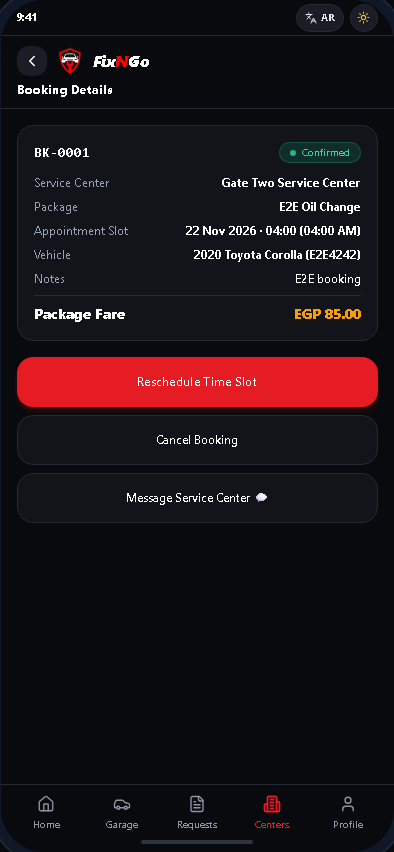 9:41
AR
FixNGo
Booking Details
BK-0001
Confirmed
Service Center Gate Two Service Center
Package E2E Oil Change
Appointment Slot 22 Nov 2026 · 04:00 (04:00 AM)
Vehicle 2020 Toyota Corolla (E2E4242)
Notes E2E booking
Package Fare EGP 85.00
Reschedule Time Slot
Cancel Booking
Message Service Center 💬
Home Garage Requests Centers Profile